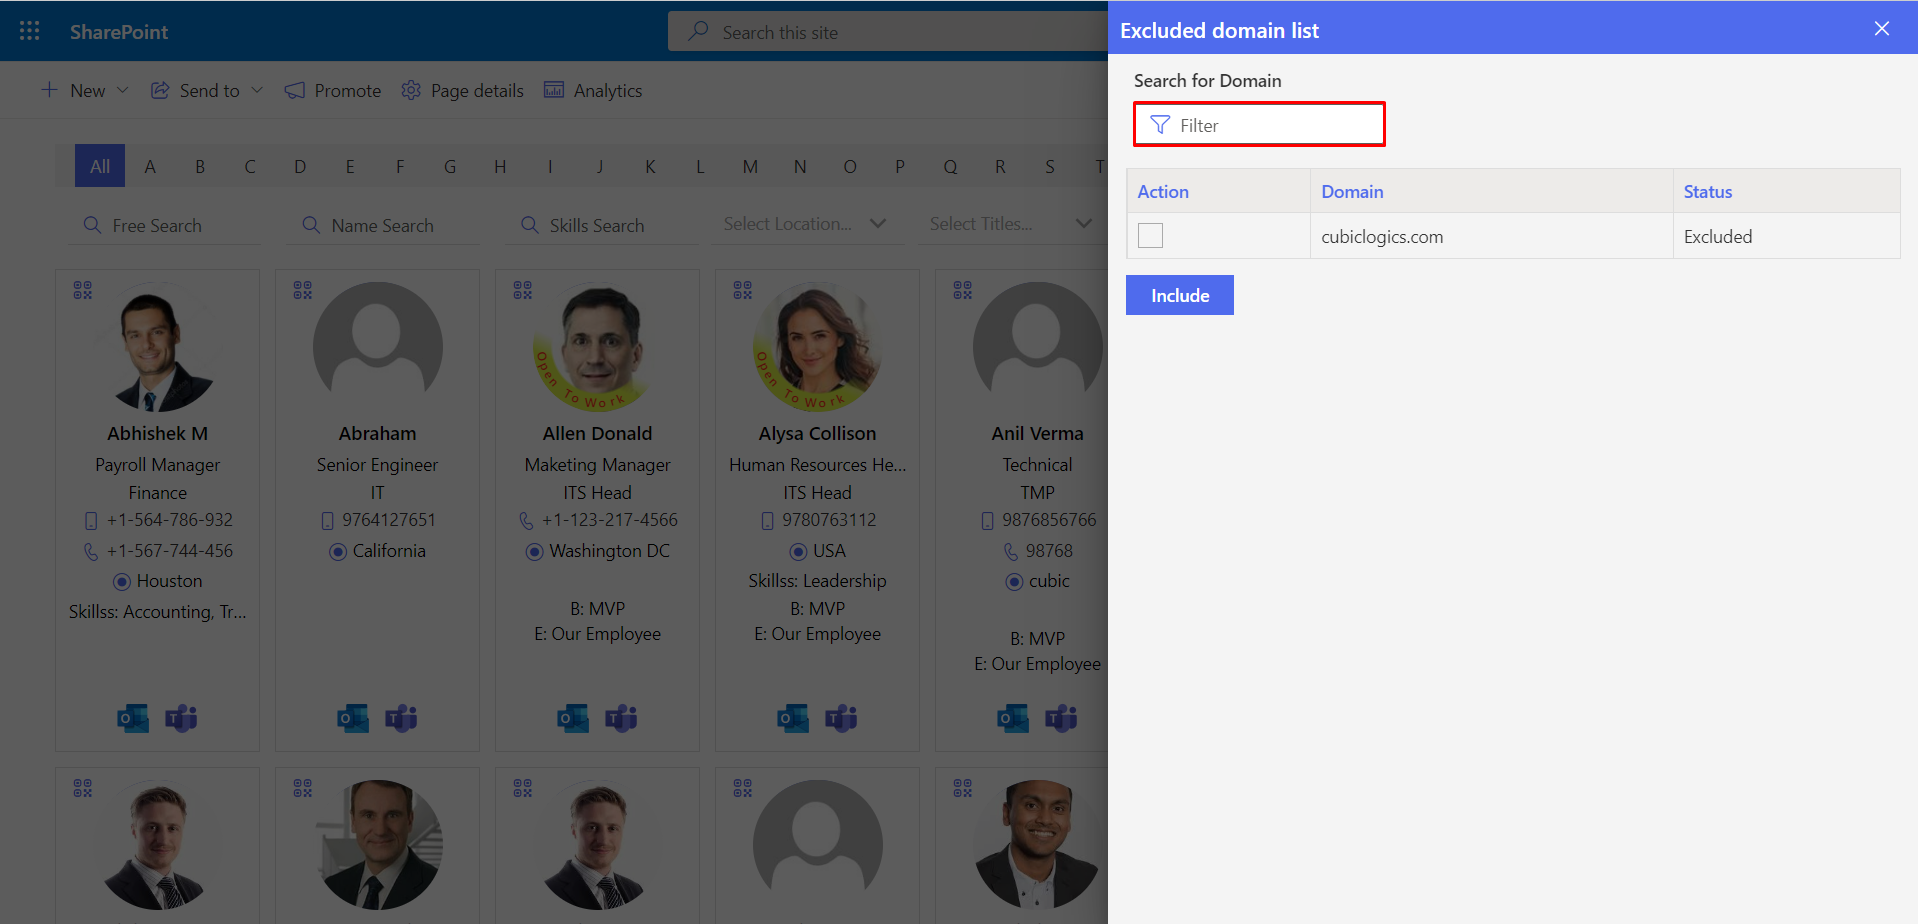 SharePoint
Search this site
New
Send to
Promote
Page details
Analytics
All A B C D E F G H I J K L M N O P Q R S T
Free Search
Name Search
Skills Search
Select Location...
Select Titles...
Open To Work
Open To Work
Abhishek M
Payroll Manager
Finance
+1-564-786-932
+1-567-744-456
Houston
Skillss: Accounting, Tr...
Abraham
Senior Engineer
IT
9764127651
California
Allen Donald
Maketing Manager
ITS Head
+1-123-217-4566
Washington DC
B: MVP
E: Our Employee
Alysa Collison
Human Resources He...
ITS Head
9780763112
USA
Skillss: Leadership
B: MVP
E: Our Employee
Anil Verma
Technical
TMP
9876856766
98768
cubic
B: MVP
E: Our Employee
Excluded domain list
Search for Domain
Filter
Action Domain Status
cubiclogics.com Excluded
Include